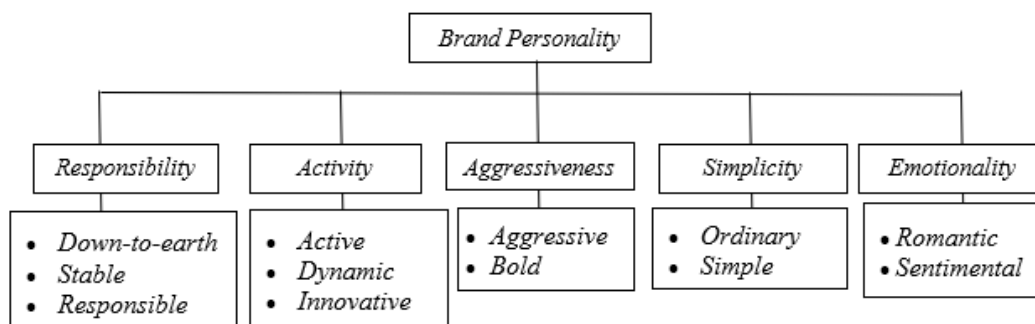 Brand Personality
Responsibility
Activity
Aggressiveness
Simplicity
Emotionality
• Down-to-earth
• Stable
• Responsible
• Active
• Dynamic
• Innovative
• Aggressive
• Bold
• Ordinary
• Simple
• Romantic
• Sentimental